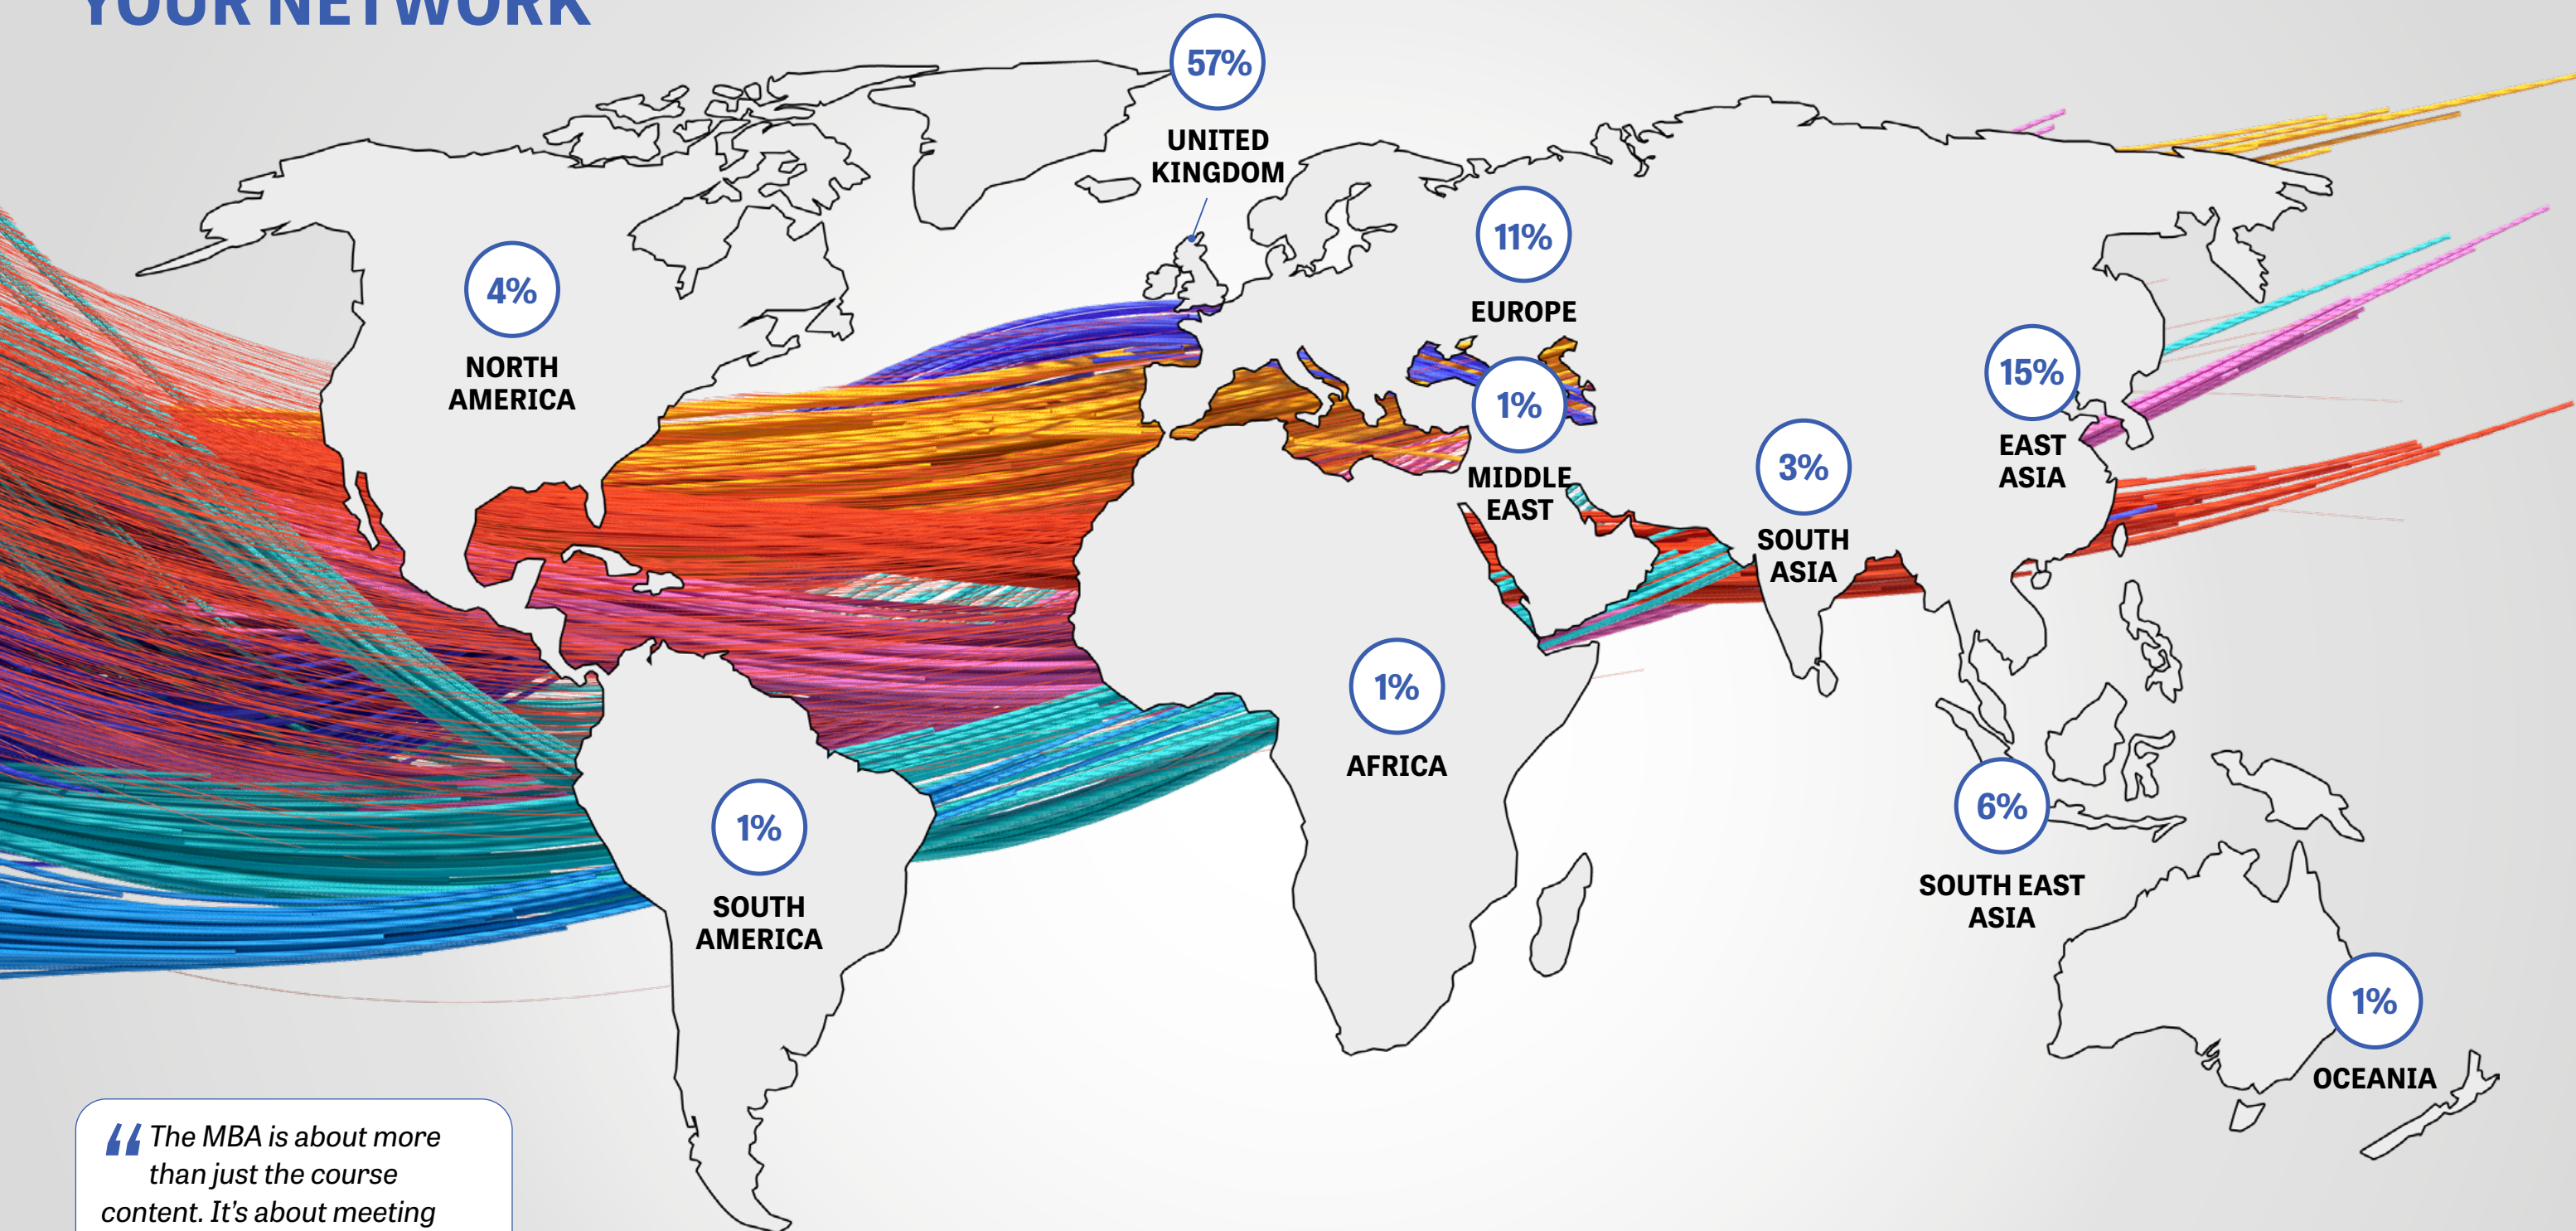 YOUR NETWORK
57%
UNITED
KINGDOM
11%
EUROPE
4%
NORTH
AMERICA
1%
MIDDLE
EAST
15%
EAST
ASIA
3%
SOUTH
ASIA
1%
AFRICA
1%
SOUTH
AMERICA
6%
SOUTH EAST
ASIA
1%
OCEANIA
“ The MBA is about more
than just the course
content. It’s about meeting